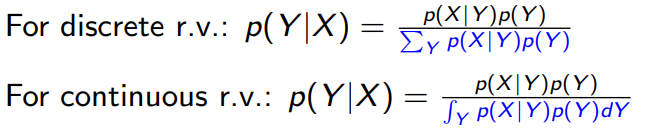 For discrete r.v.: p(Y|X) = p(X|Y)p(Y) / ∑_Y p(X|Y)p(Y)
For continuous r.v.: p(Y|X) = p(X|Y)p(Y) / ∫_Y p(X|Y)p(Y)dY